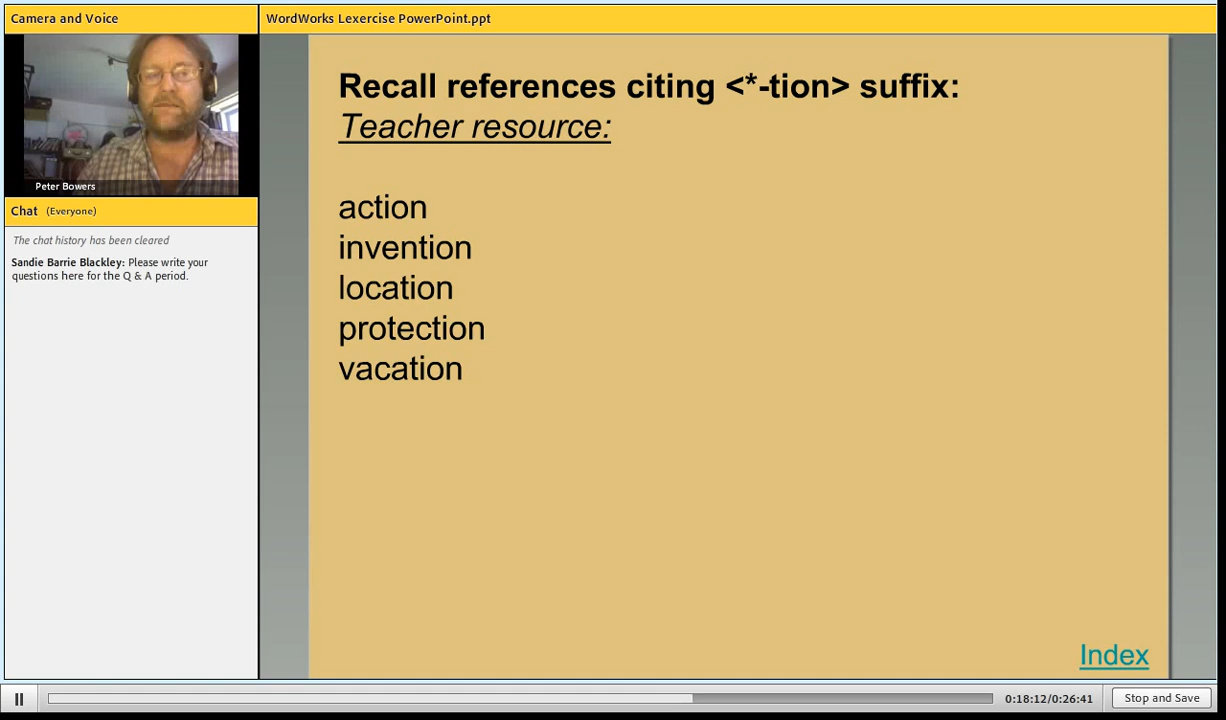 Camera and Voice
WordWorks Lexercise PowerPoint.ppt
Peter Bowers
Chat (Everyone)
The chat history has been cleared
Sandie Barrie Blackley: Please write your
questions here for the Q & A period.
Recall references citing <*-tion> suffix:
Teacher resource:
action
invention
location
protection
vacation
Index
0:18:12/0:26:41
Stop and Save